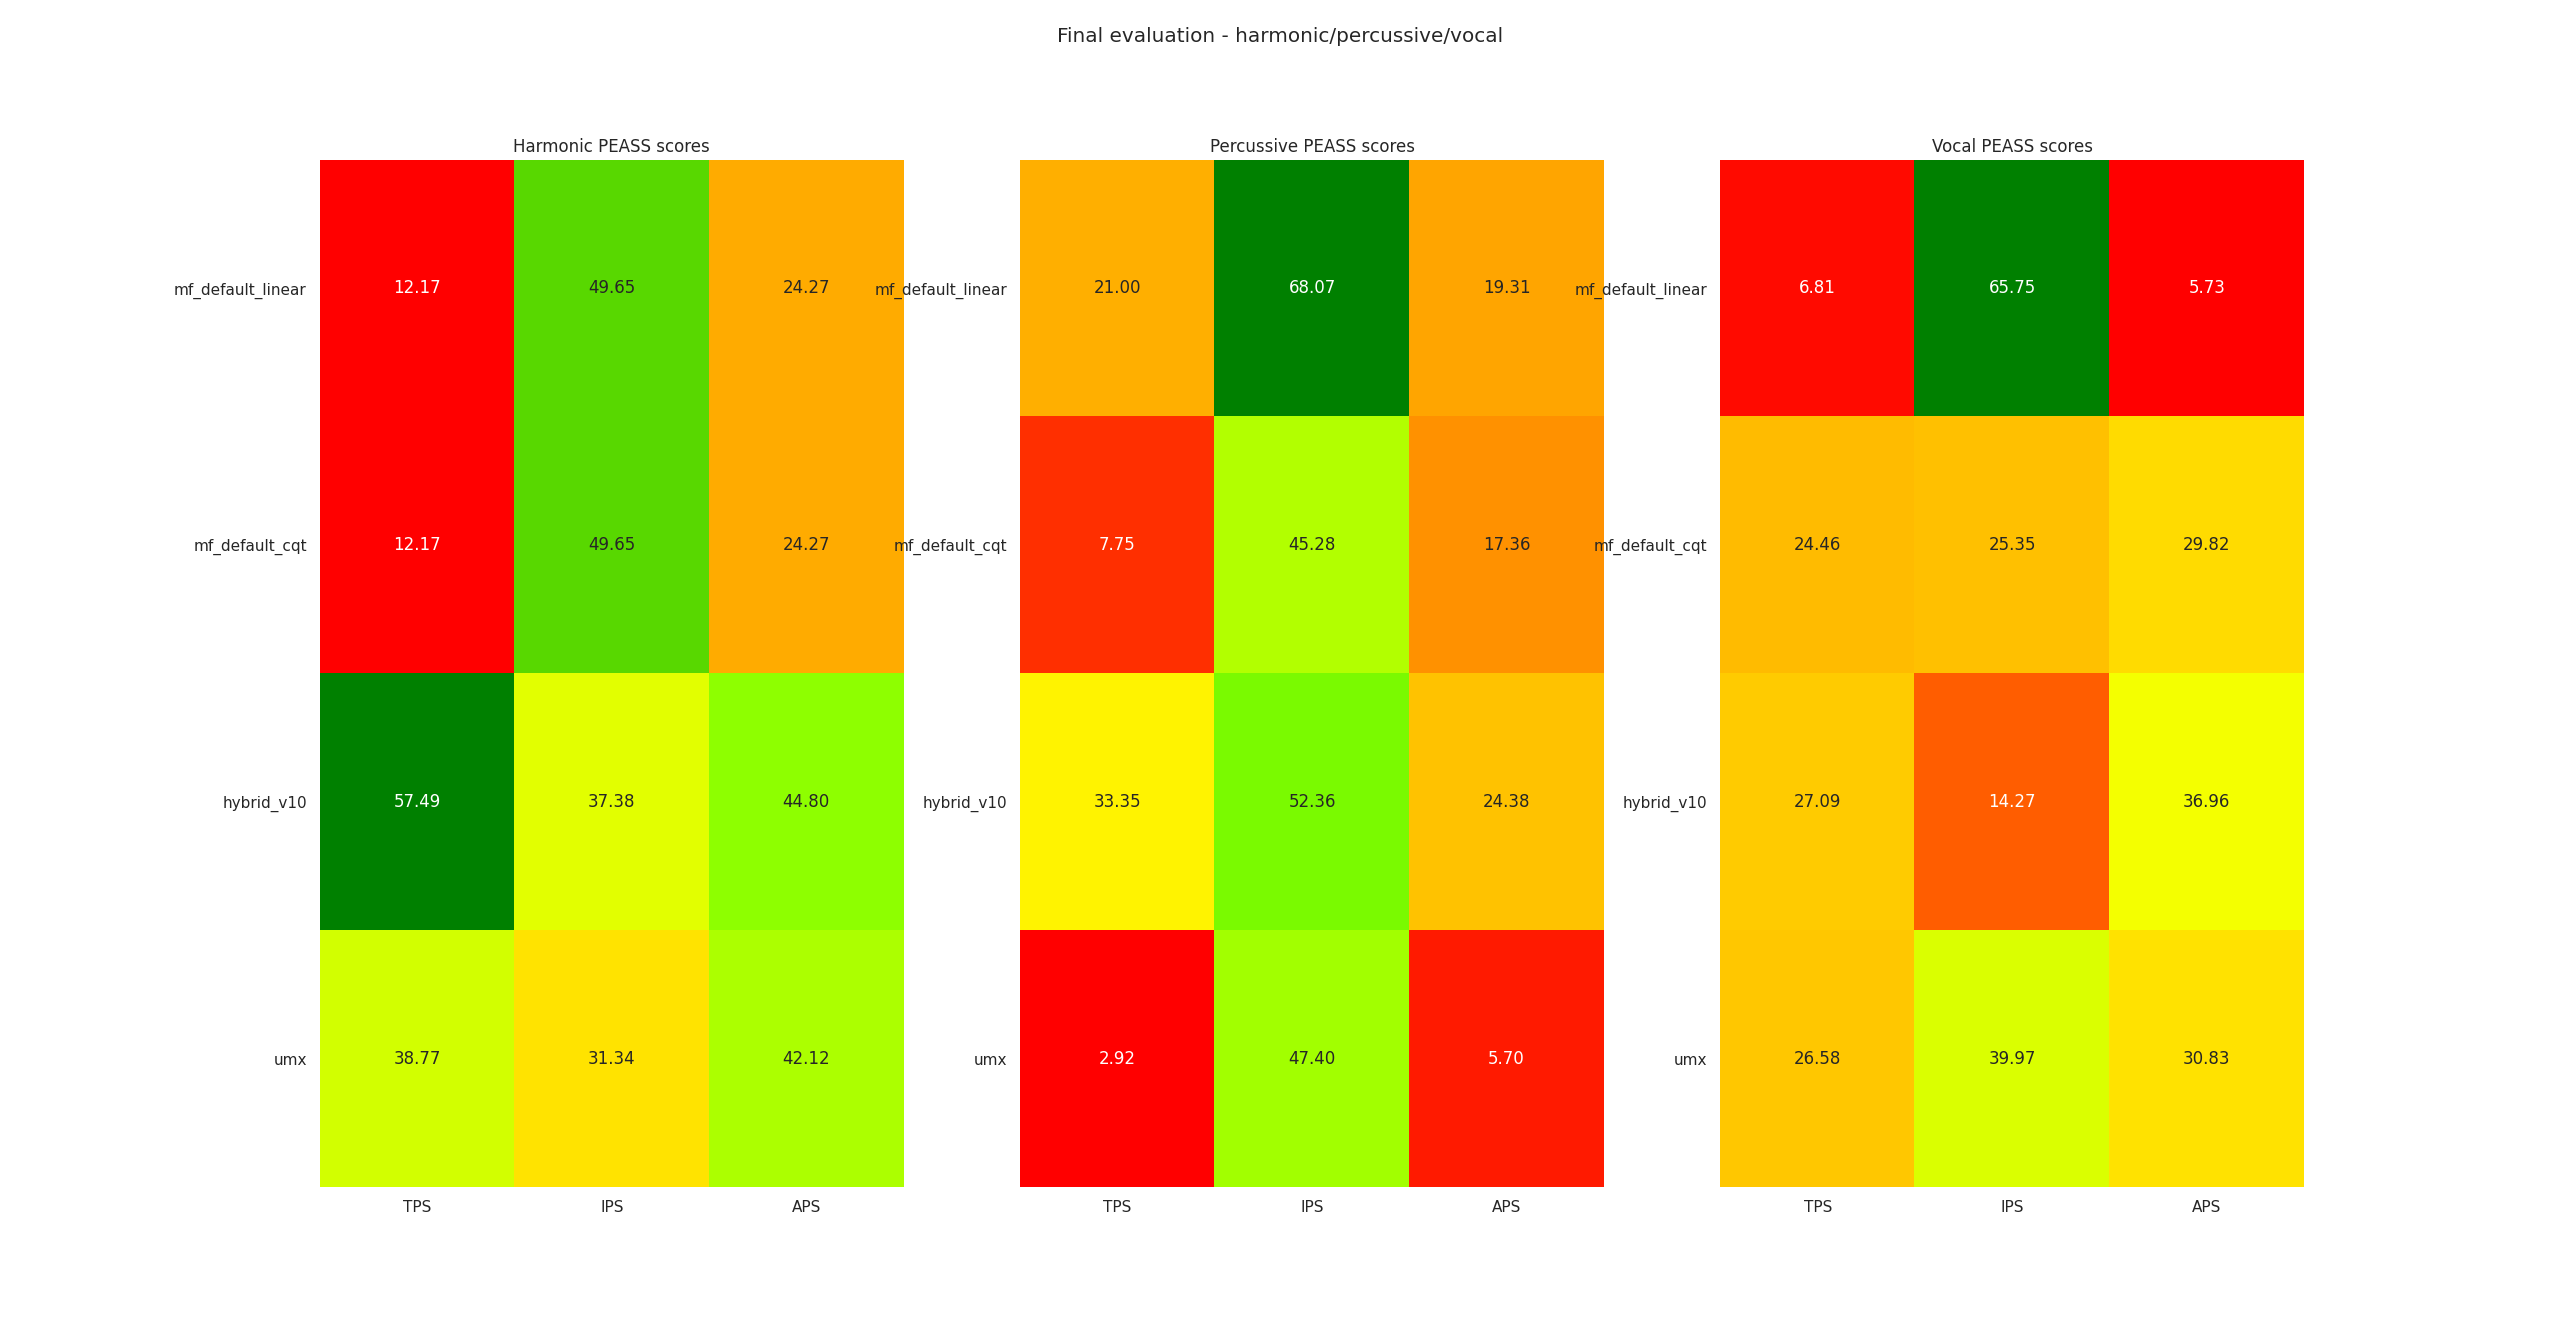 Final evaluation - harmonic/percussive/vocal
Harmonic PEASS scores
mf_default_linear 12.17 49.65 24.27
mf_default_cqt 12.17 49.65 24.27
hybrid_v10 57.49 37.38 44.80
umx 38.77 31.34 42.12
TPS IPS APS
Percussive PEASS scores
mf_default_linear 21.00 68.07 19.31
mf_default_cqt 7.75 45.28 17.36
hybrid_v10 33.35 52.36 24.38
umx 2.92 47.40 5.70
TPS IPS APS
Vocal PEASS scores
mf_default_linear 6.81 65.75 5.73
mf_default_cqt 24.46 25.35 29.82
hybrid_v10 27.09 14.27 36.96
umx 26.58 39.97 30.83
TPS IPS APS